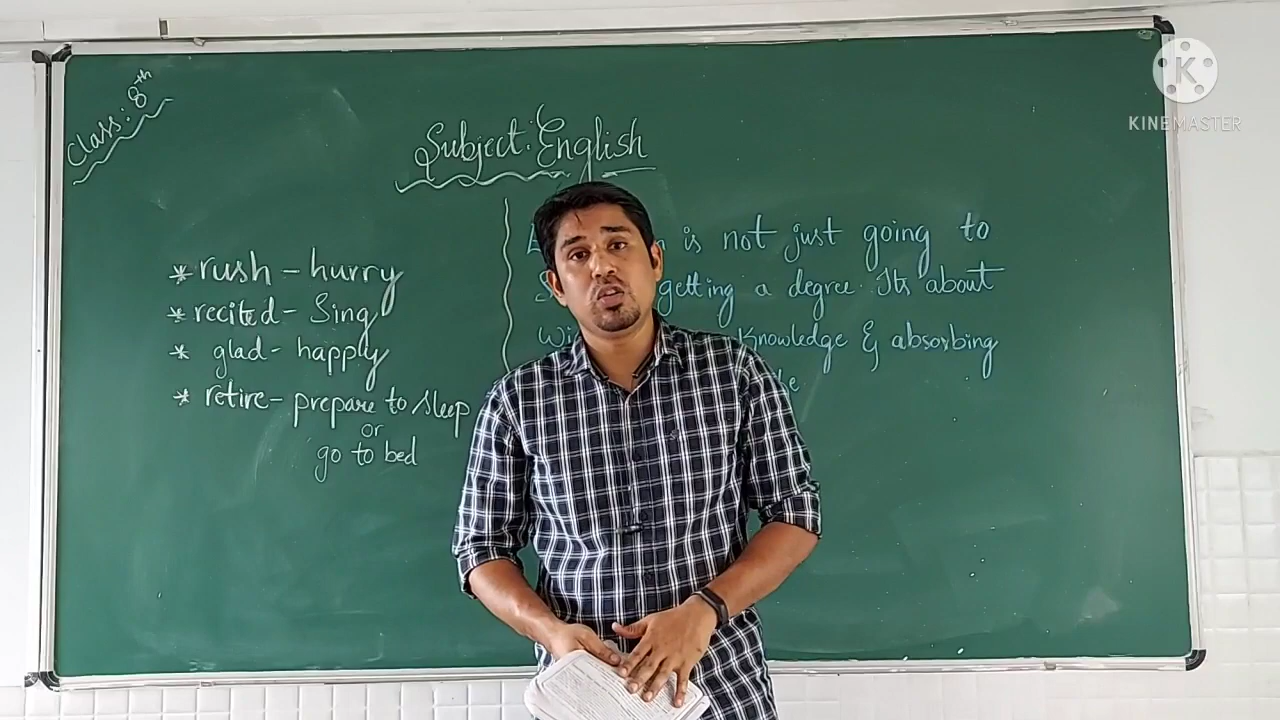 Class: 8th
Subject: English
* rush - hurry
* recited - Sing
* glad - happly
* retire - prepare to sleep
or
go to bed
is not just going to
getting a degree. Its about
Knowledge & absorbing
KINEMASTER